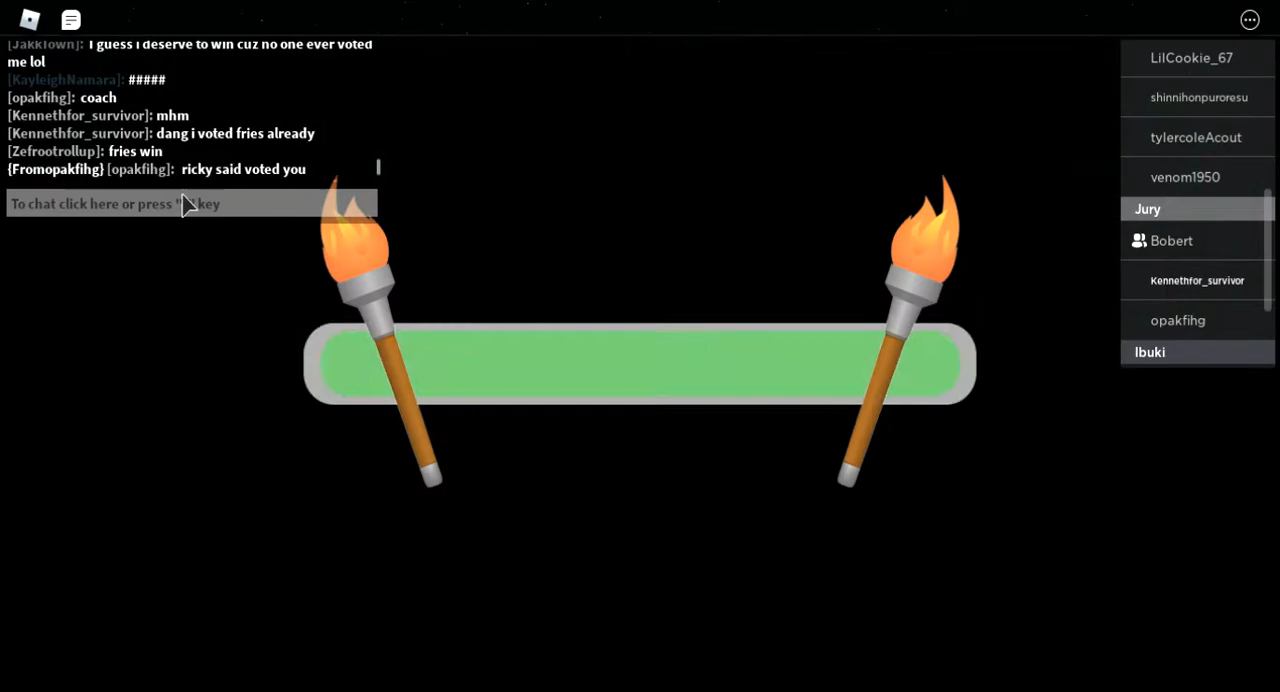 [JakkTown]: I guess i deserve to win cuz no one ever voted
me lol
[KayleighNamara]: #####
[opakfihg]: coach
[Kennethfor_survivor]: mhm
[Kennethfor_survivor]: dang i voted fries already
[Zefrootrollup]: fries win
{Fromopakfihg} [opakfihg]: ricky said voted you
To chat click here or press " key
LilCookie_67
shinnihonpuroresu
tylercoleAcout
venom1950
Jury
Bobert
Kennethfor_survivor
opakfihg
Ibuki